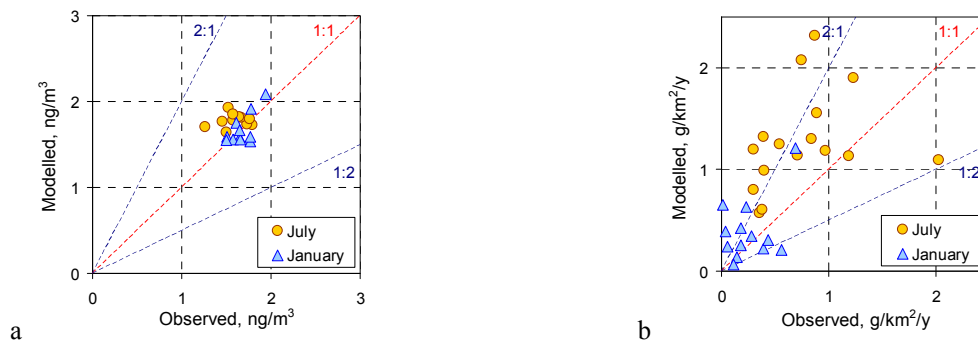 3
2:1
1:1
2
1
1:2
July
January
0
0 1 2 3
Modelled, ng/m³
Observed, ng/m³
a
2:1
1:1
2
1
1:2
July
January
0
0 1 2
Modelled, g/km²/y
Observed, g/km²/y
b